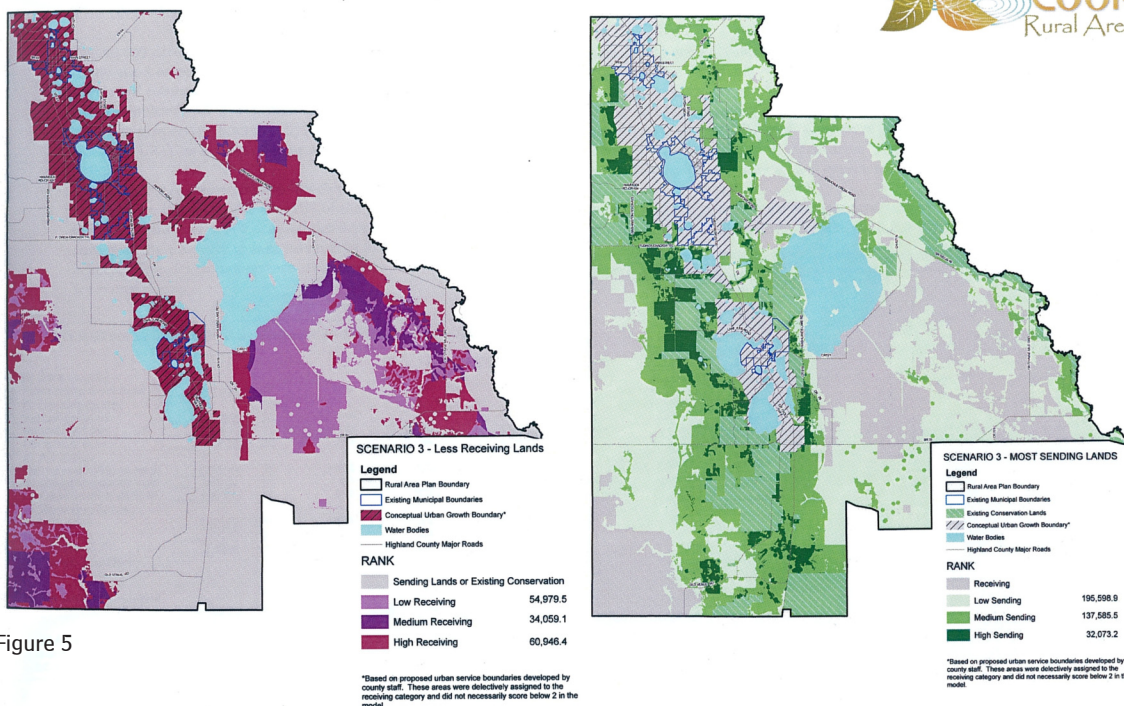 COOP
Rural Are
SCENARIO 3 - Less Receiving Lands
Legend
Rural Area Plan Boundary
Existing Municipal Boundaries
Conceptual Urban Growth Boundary*
Water Bodies
Highland County Major Roads
RANK
Sending Lands or Existing Conservation
Low Receiving 54,979.5
Medium Receiving 34,059.1
High Receiving 60,946.4
*Based on proposed urban service boundaries developed by
county staff. These areas were delectively assigned to the
receiving category and did not necessarily score below 2 in the
model.
Figure 5
SCENARIO 3 - MOST SENDING LANDS
Legend
Rural Area Plan Boundary
Existing Municipal Boundaries
Existing Conservation Lands
Conceptual Urban Growth Boundary*
Water Bodies
Highland County Major Roads
RANK
Receiving
Low Sending 195,598.9
Medium Sending 137,585.5
High Sending 32,073.2
*Based on proposed urban service boundaries developed by
county staff. These areas were delectively assigned to the
receiving category and did not necessarily score below 2 in th
model.